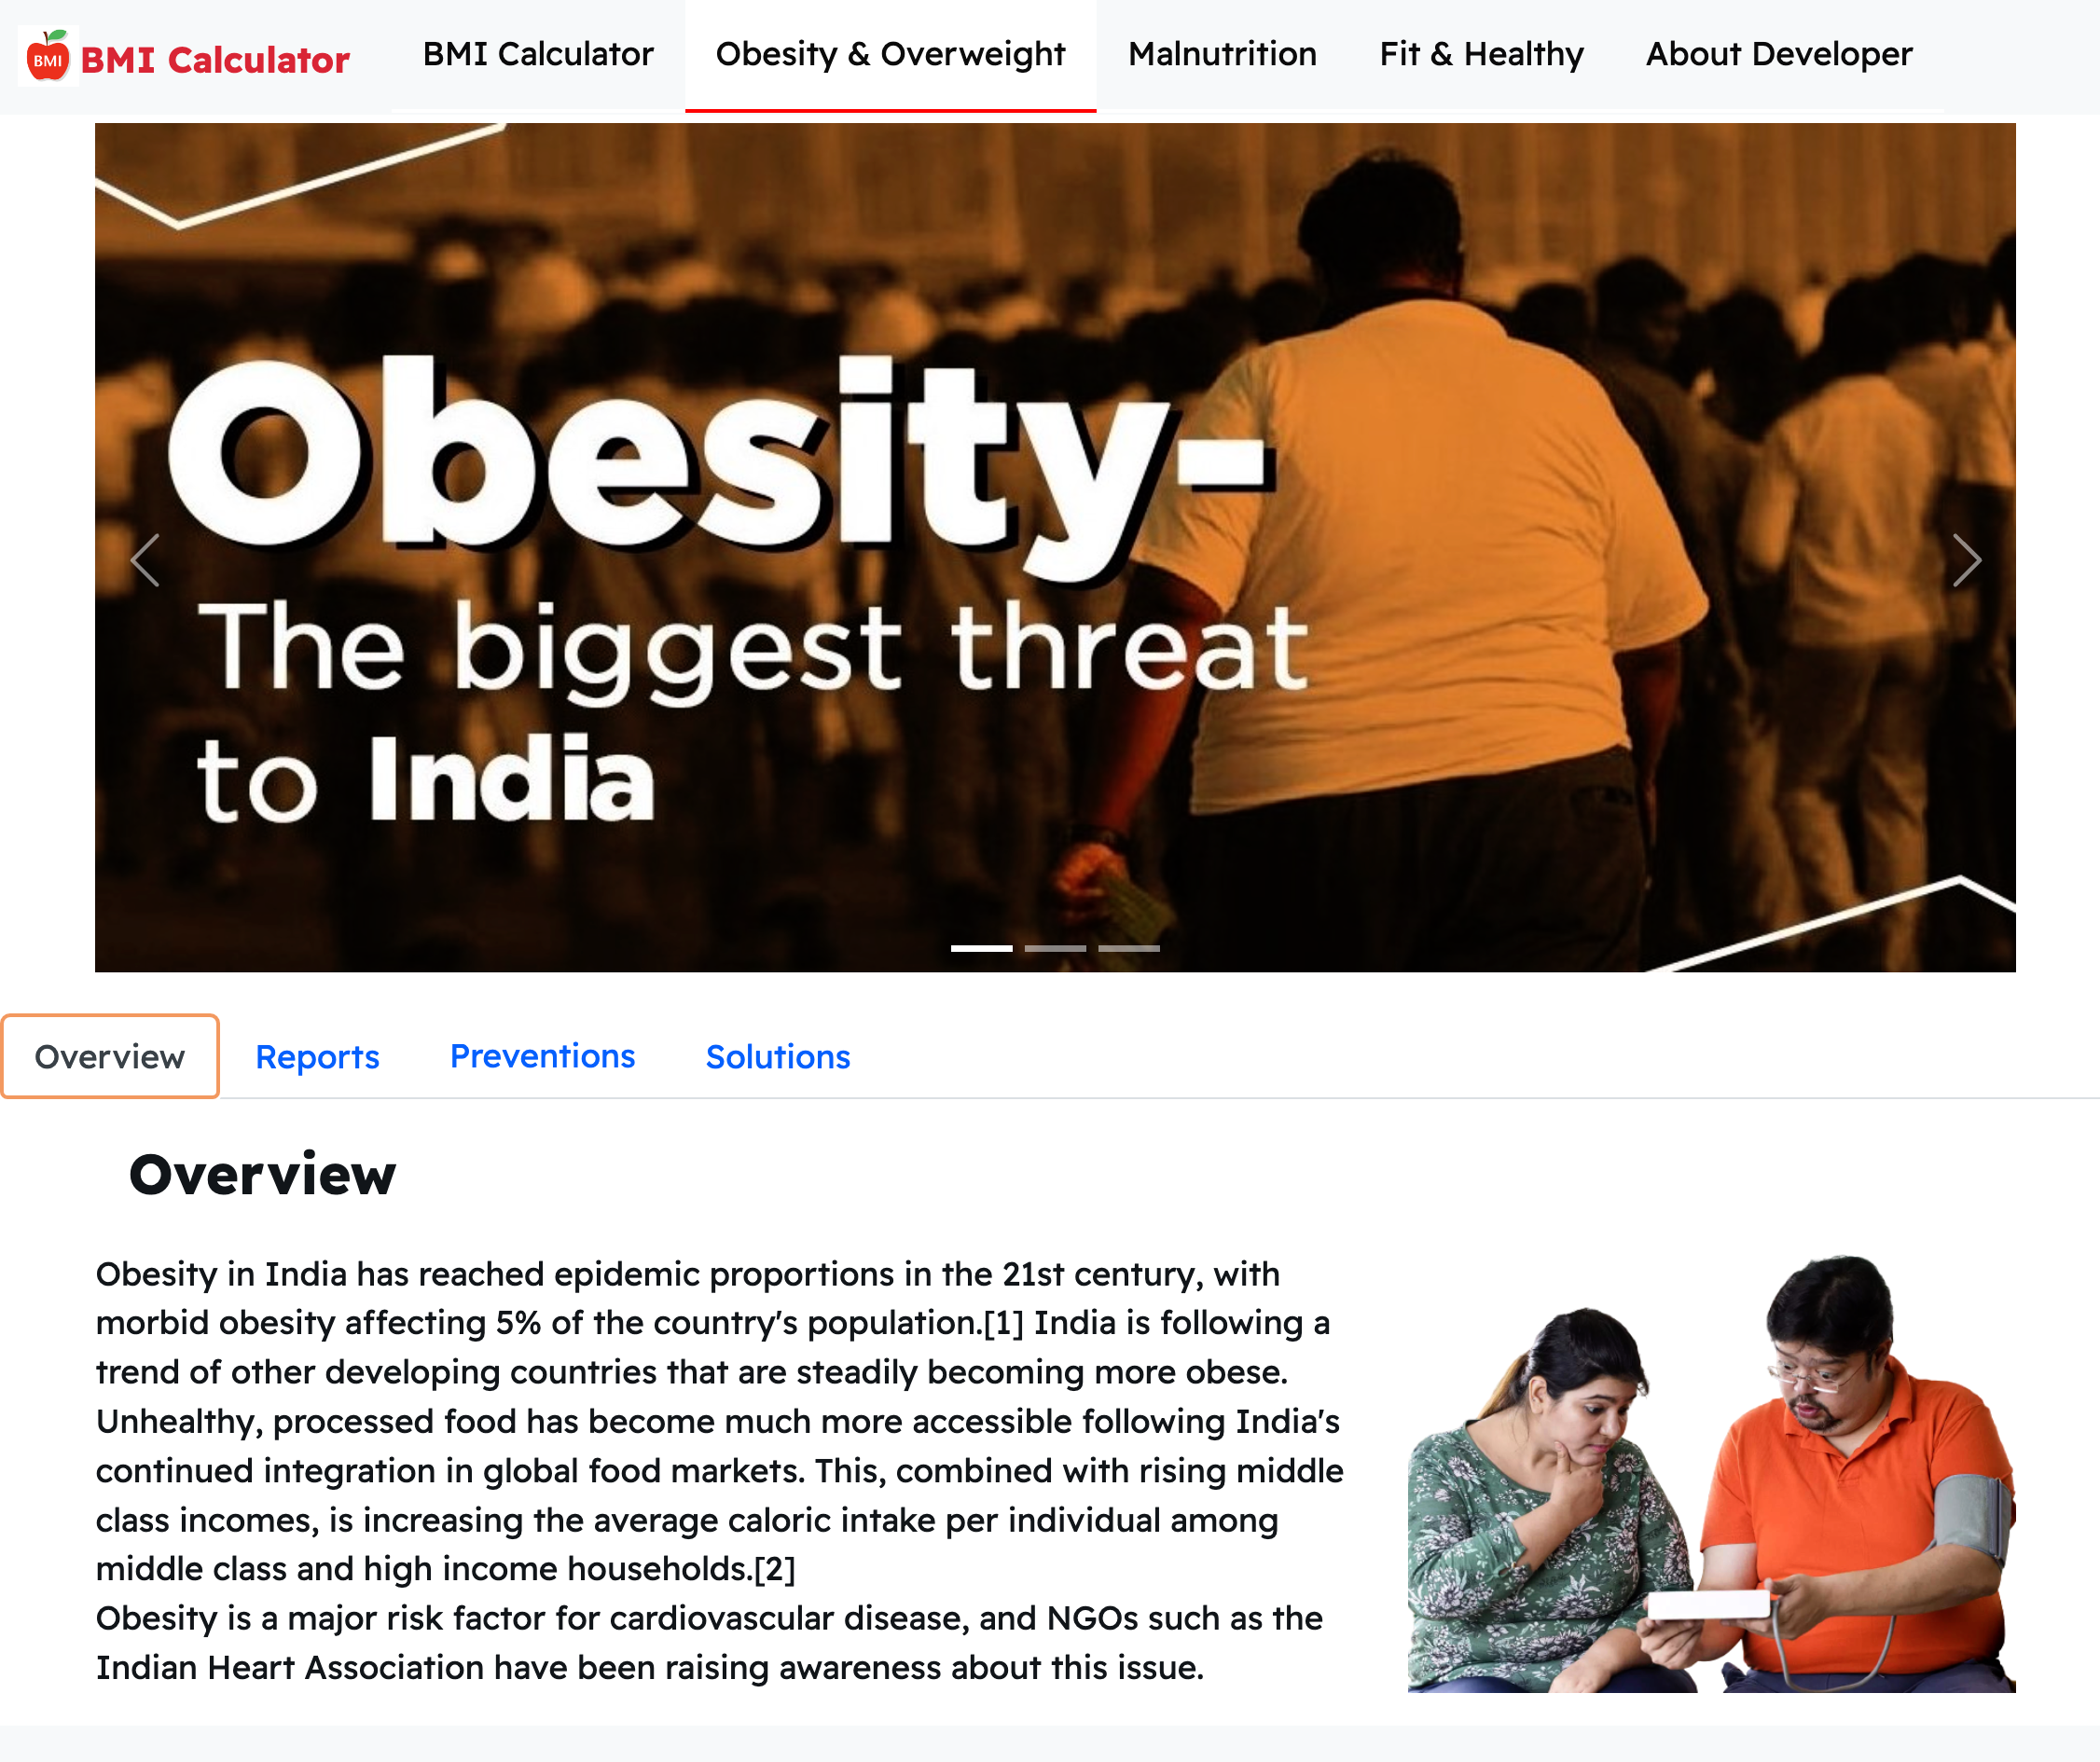 BMI
BMI Calculator
BMI Calculator
Obesity & Overweight
Malnutrition
Fit & Healthy
About Developer
Obesity-
The biggest threat
to India
Overview
Reports
Preventions
Solutions
Overview
Obesity in India has reached epidemic proportions in the 21st century, with
morbid obesity affecting 5% of the country's population.[1] India is following a
trend of other developing countries that are steadily becoming more obese.
Unhealthy, processed food has become much more accessible following India's
continued integration in global food markets. This, combined with rising middle
class incomes, is increasing the average caloric intake per individual among
middle class and high income households.[2]
Obesity is a major risk factor for cardiovascular disease, and NGOs such as the
Indian Heart Association have been raising awareness about this issue.